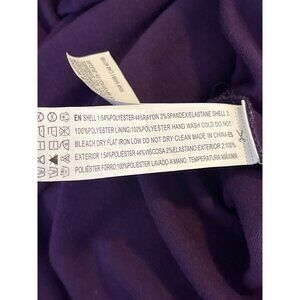 EN SHELL 1:54%POLYESTER 44%RAYON 2%SPANDEX/ELASTANE SHELL 2:
100%POLYESTER LINING:100%POLYESTER HAND WASH COLD DO NOT
BLEACH DRY FLAT IRON LOW DO NOT DRY CLEAN MADE IN CHINA ES
EXTERIOR 1:54%POLIÉSTER 44%VISCOSA 2%ELASTANO EXTERIOR 2:100%
POLIÉSTER FORRO:100%POLIÉSTER LAVADO A MANO, TEMPERATURA MÁXIMA